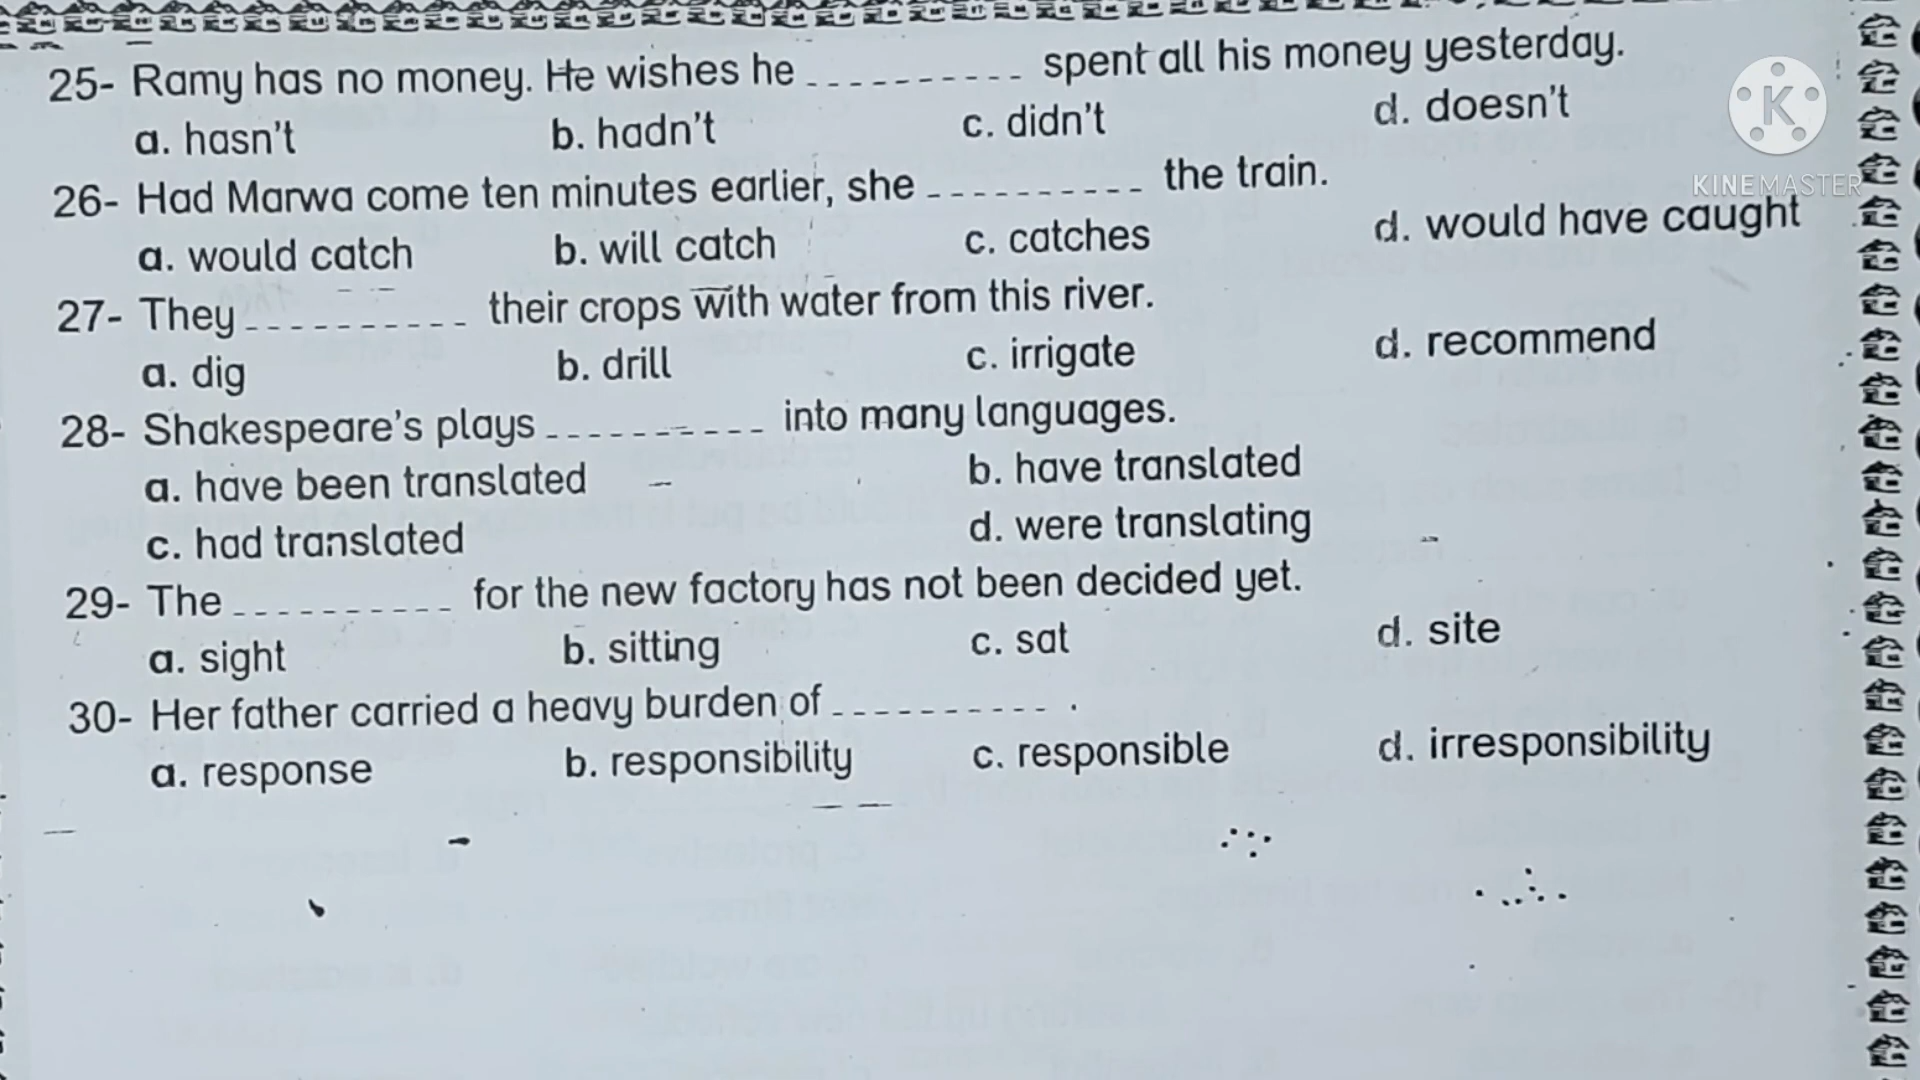 25- Ramy has no money. He wishes he __________ spent all his money yesterday.
a. hasn't b. hadn't c. didn't d. doesn't
K
KINEMASTER
26- Had Marwa come ten minutes earlier, she __________ the train.
a. would catch b. will catch c. catches d. would have caught
27- They __________ their crops with water from this river.
a. dig b. drill c. irrigate d. recommend
28- Shakespeare's plays __________ into many languages.
a. have been translated b. have translated
c. had translated d. were translating
29- The __________ for the new factory has not been decided yet.
a. sight b. sitting c. sat d. site
30- Her father carried a heavy burden of __________ .
a. response b. responsibility c. responsible d. irresponsibility